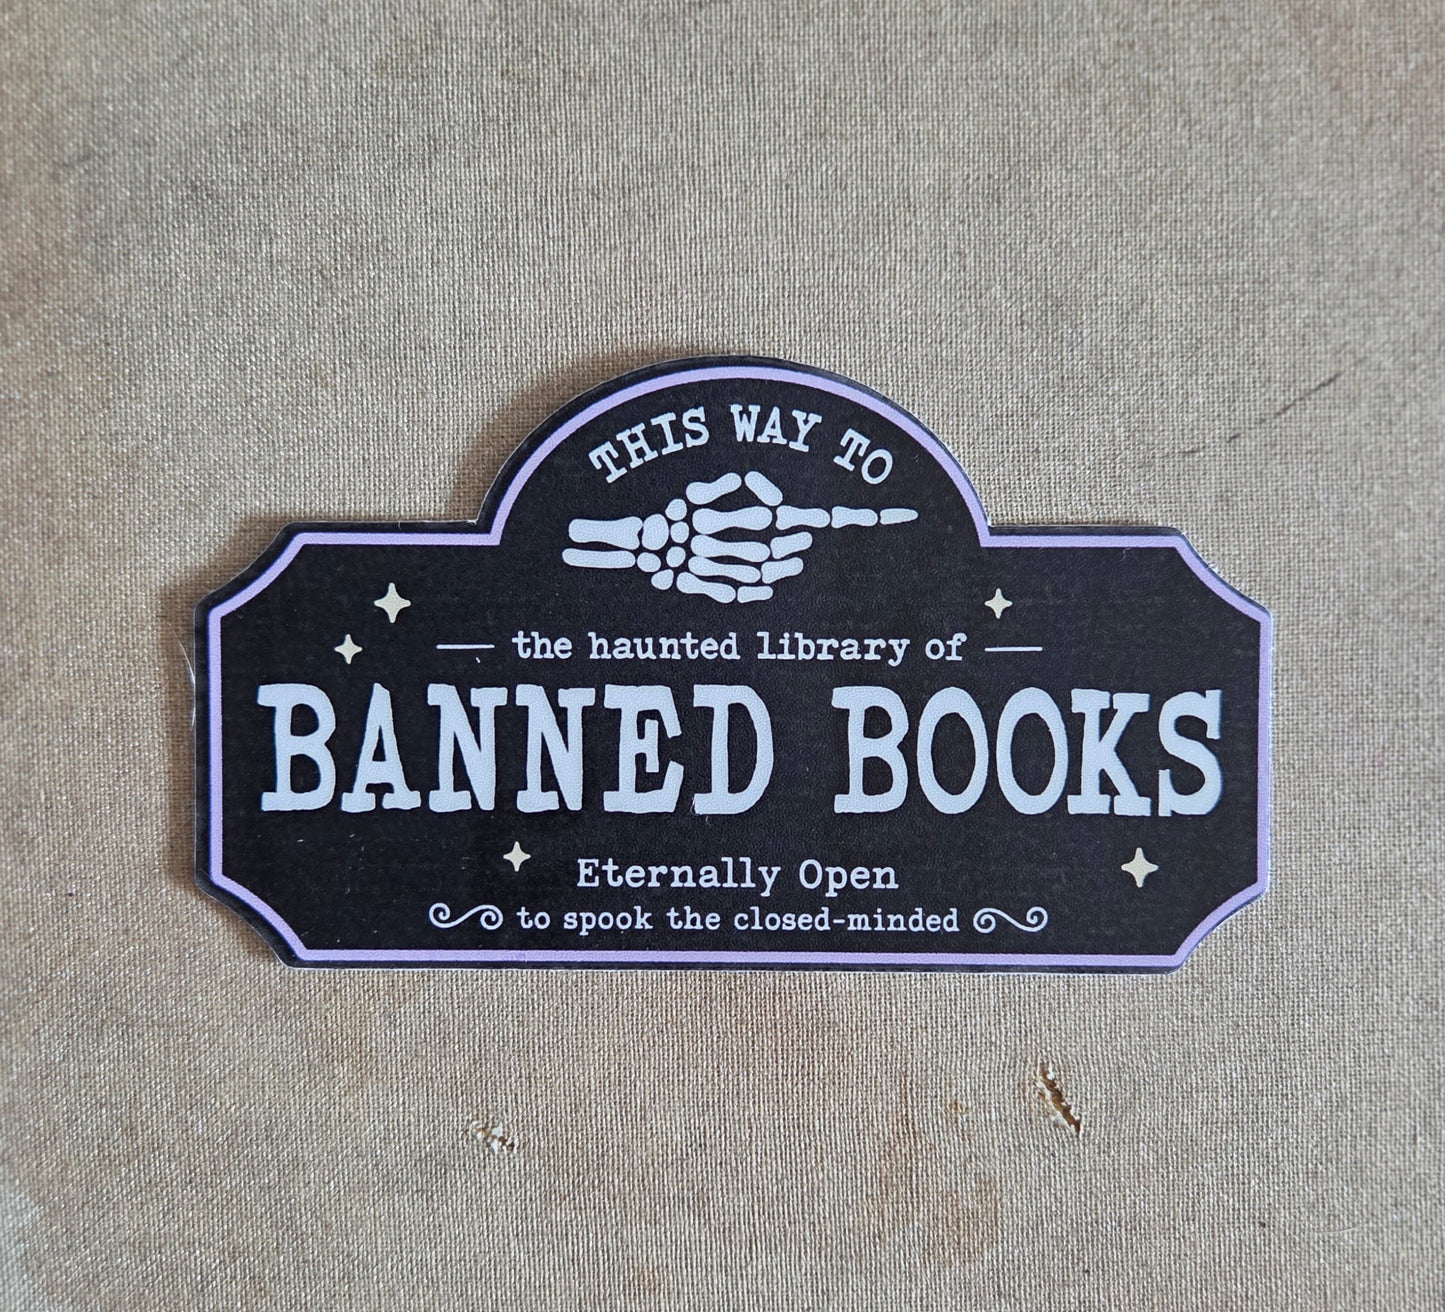 THIS WAY TO
the haunted library of
BANNED BOOKS
Eternally Open
to spook the closed-minded